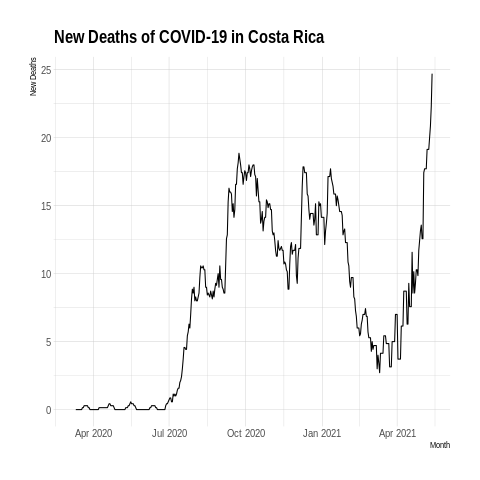 New Deaths of COVID-19 in Costa Rica
New Deaths
25
20
15
10
5
0
Apr 2020 Jul 2020 Oct 2020 Jan 2021 Apr 2021
Month